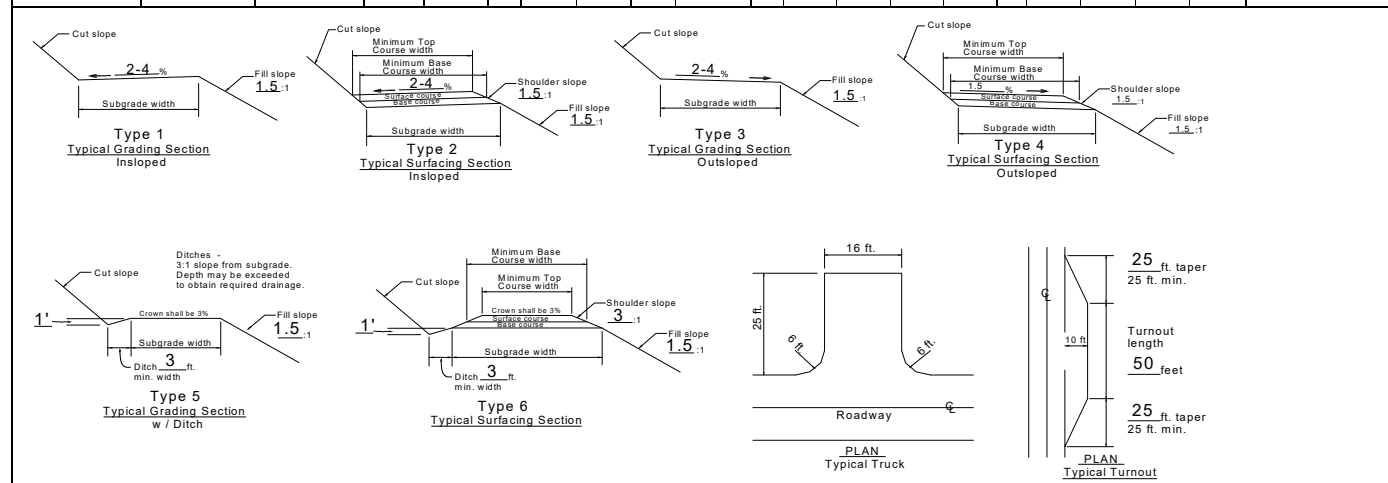 Cut slope
2-4 %
Fill slope
1.5 :1
Subgrade width
Type 1
Typical Grading Section
Insloped
Cut slope
Minimum Top
Course width
Minimum Base
Course width
2-4 %
Surface course
Base course
Shoulder slope
1.5 :1
Fill slope
1.5 :1
Subgrade width
Type 2
Typical Surfacing Section
Insloped
Cut slope
2-4 %
Fill slope
1.5 :1
Subgrade width
Type 3
Typical Grading Section
Outsloped
Cut slope
Minimum Top
Course width
Minimum Base
Course width
1.5 %
Surface course
Base course
Shoulder slope
1.5 :1
Fill slope
1.5 :1
Subgrade width
Type 4
Typical Surfacing Section
Outsloped
Ditches -
3:1 slope from subgrade.
Depth may be exceeded
to obtain required drainage.
Cut slope
Crown shall be 3%
Fill slope
1.5 :1
1'
Subgrade width
Ditch 3 ft.
min. width
Type 5
Typical Grading Section
w / Ditch
Minimum Base
Course width
Cut slope
Minimum Top
Course width
Crown shall be 3%
Surface course
Base course
Shoulder slope
3 :1
Fill slope
1.5 :1
1'
Subgrade width
Ditch 3 ft.
min. width
Type 6
Typical Surfacing Section
16 ft.
25 ft.
6 ft.
6 ft.
Roadway
CL
PLAN
Typical Truck
CL
25 ft. taper
25 ft. min.
10 ft.
Turnout
length
50 feet
25 ft. taper
25 ft. min.
PLAN
Typical Turnout